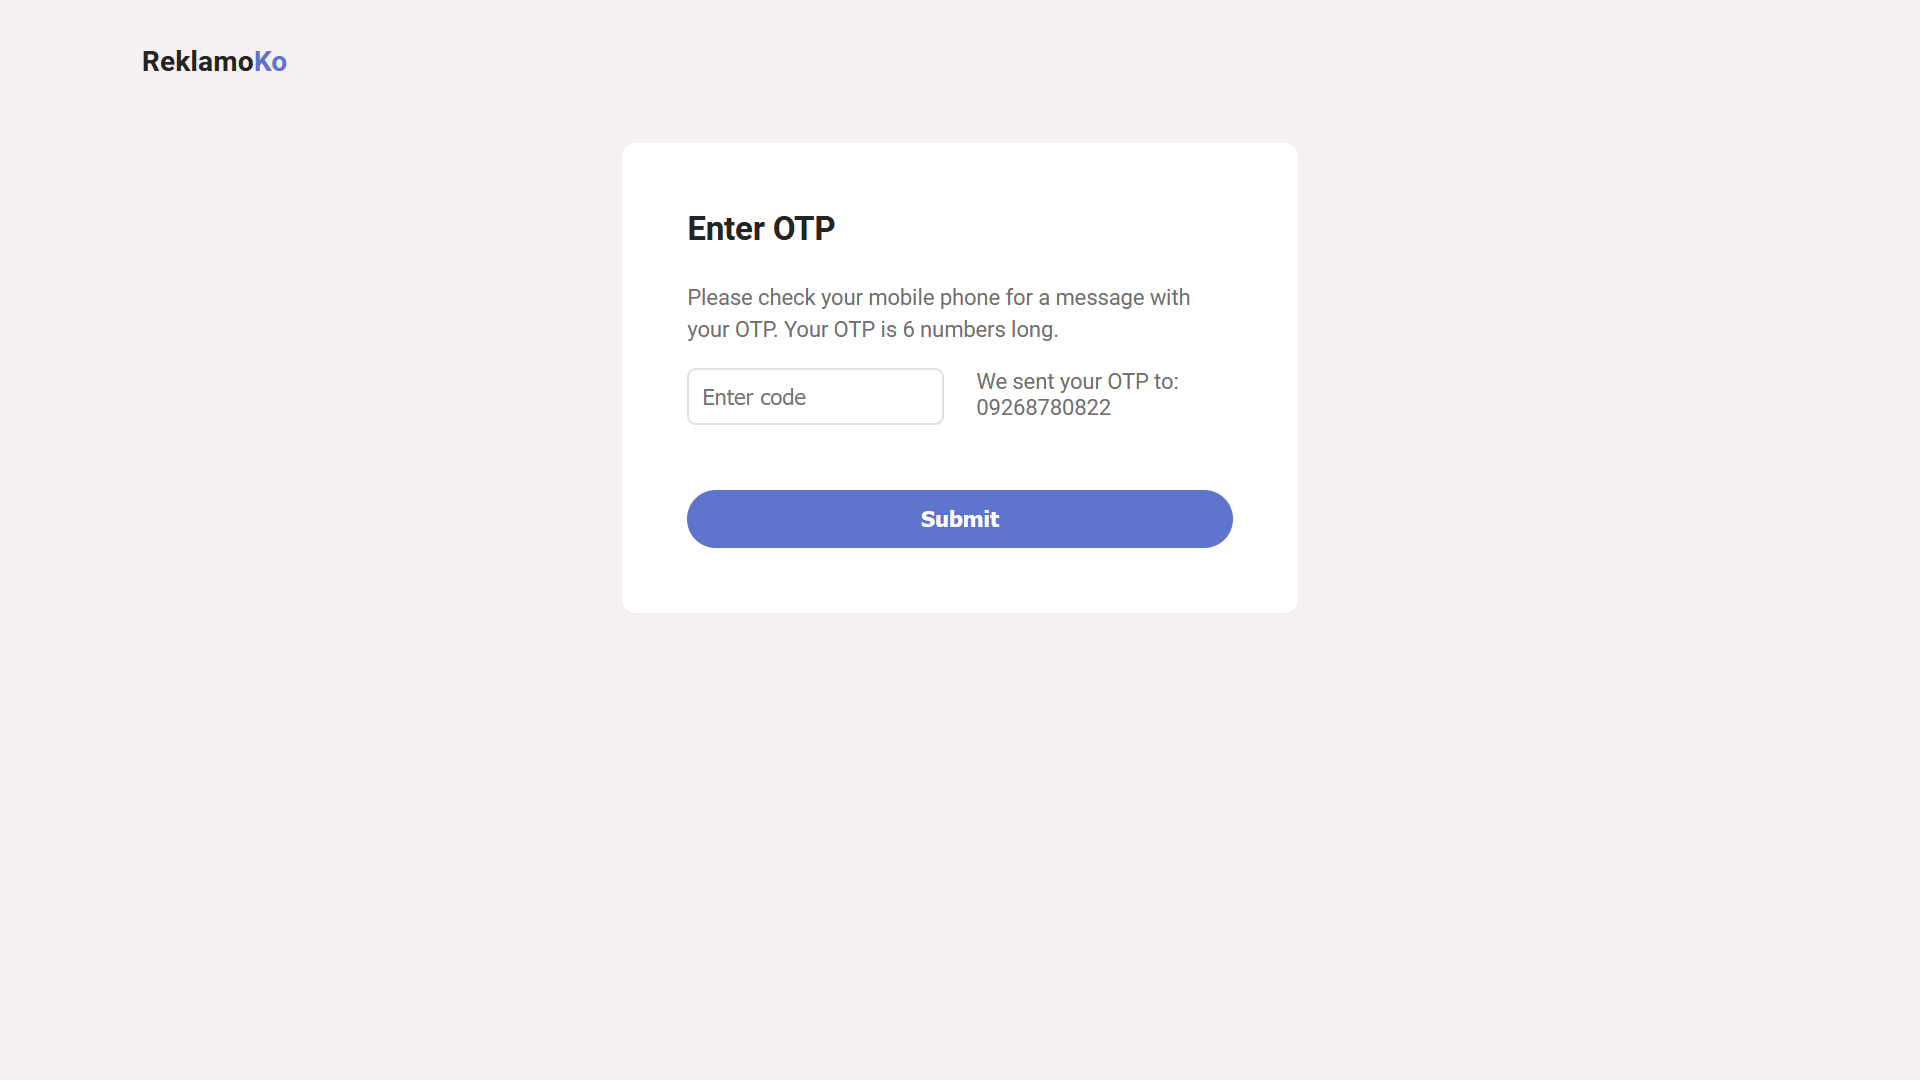 ReklamoKo
Enter OTP
Please check your mobile phone for a message with
your OTP. Your OTP is 6 numbers long.
Enter code
We sent your OTP to:
09268780822
Submit